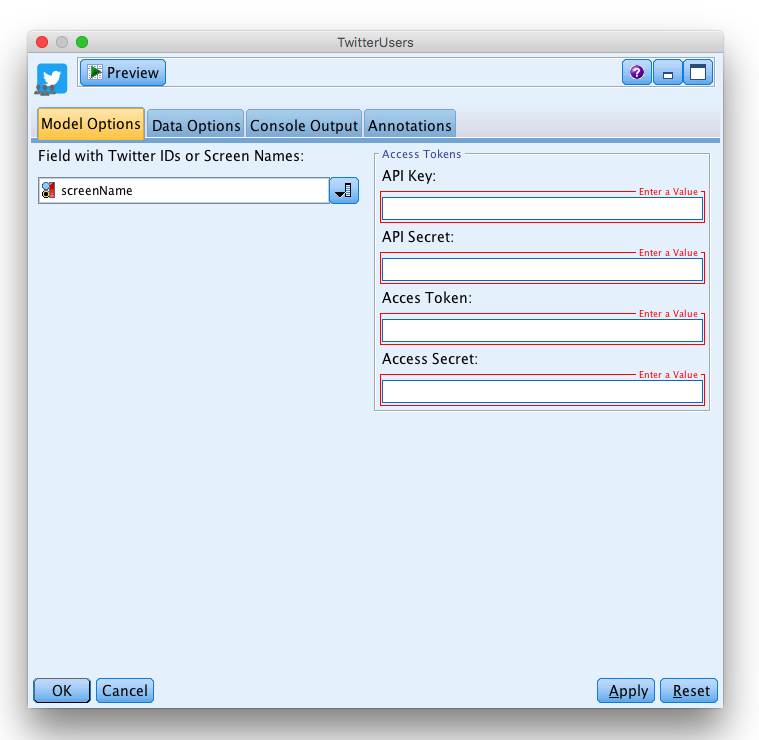 TwitterUsers
Preview
Model Options
Data Options
Console Output
Annotations
Field with Twitter IDs or Screen Names:
screenName
Access Tokens
API Key:
Enter a Value
API Secret:
Enter a Value
Acces Token:
Enter a Value
Access Secret:
Enter a Value
OK
Cancel
Apply
Reset